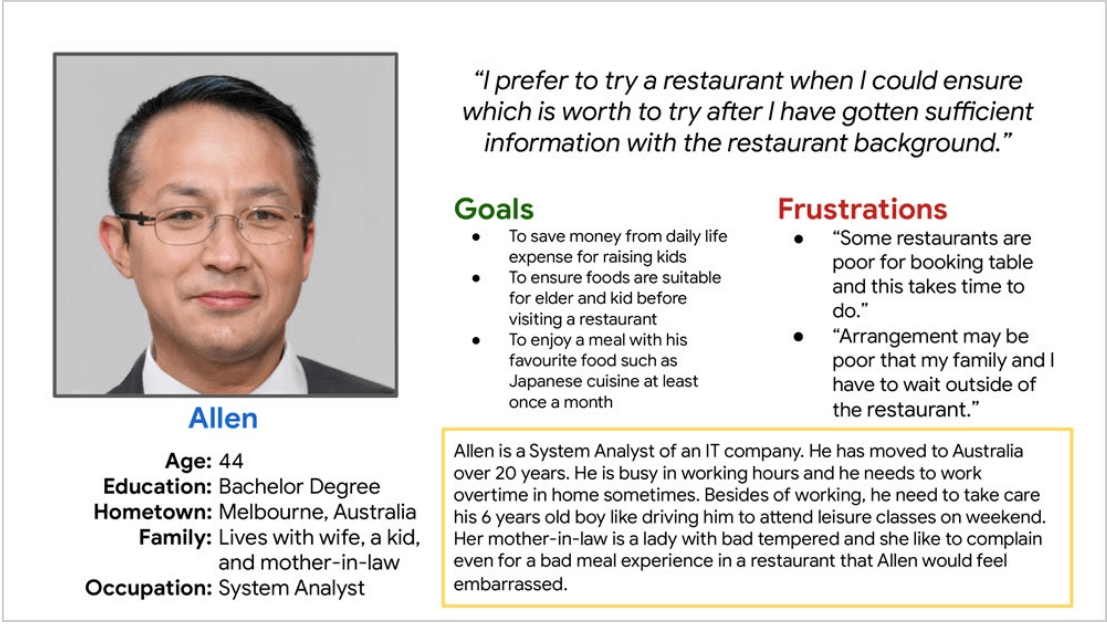 “I prefer to try a restaurant when I could ensure
which is worth to try after I have gotten sufficient
information with the restaurant background.”
Goals
● To save money from daily life
expense for raising kids
● To ensure foods are suitable
for elder and kid before
visiting a restaurant
● To enjoy a meal with his
favourite food such as
Japanese cuisine at least
once a month
Frustrations
● “Some restaurants are
poor for booking table
and this takes time to
do.”
● “Arrangement may be
poor that my family and I
have to wait outside of
the restaurant.”
Allen
Age: 44
Education: Bachelor Degree
Hometown: Melbourne, Australia
Family: Lives with wife, a kid,
and mother-in-law
Occupation: System Analyst
Allen is a System Analyst of an IT company. He has moved to Australia
over 20 years. He is busy in working hours and he needs to work
overtime in home sometimes. Besides of working, he need to take care
his 6 years old boy like driving him to attend leisure classes on weekend.
Her mother-in-law is a lady with bad tempered and she like to complain
even for a bad meal experience in a restaurant that Allen would feel
embarrassed.